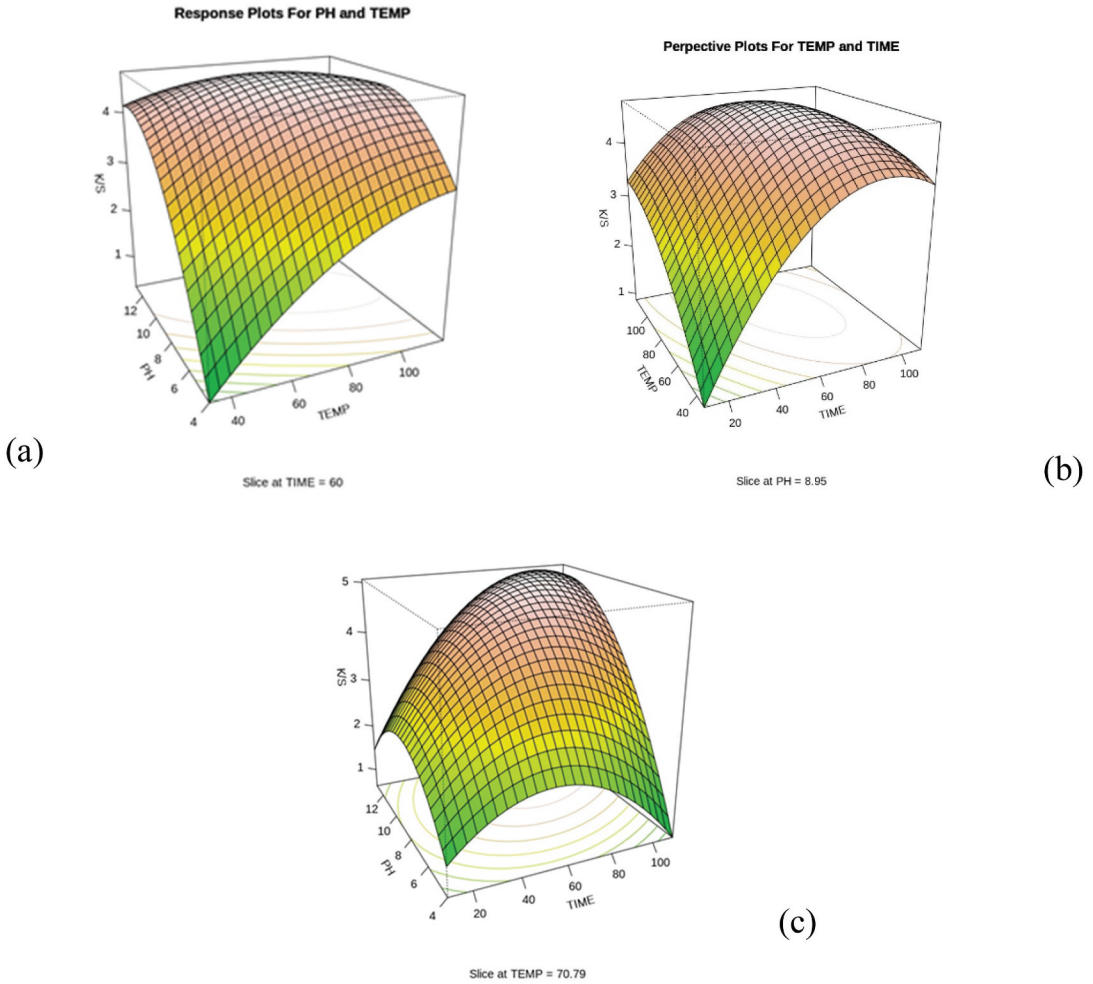 Response Plots For PH and TEMP
4
3
2
1
K/S
12
10
8
6
4
PH
40
60
80
100
TEMP
Slice at TIME = 60
(a)
Perpective Plots For TEMP and TIME
4
3
2
1
K/S
100
80
60
40
TEMP
20
40
60
80
100
TIME
Slice at PH = 8.95
(b)
5
4
3
2
1
K/S
12
10
8
6
4
PH
20
40
60
80
100
TIME
(c)
Slice at TEMP = 70.79